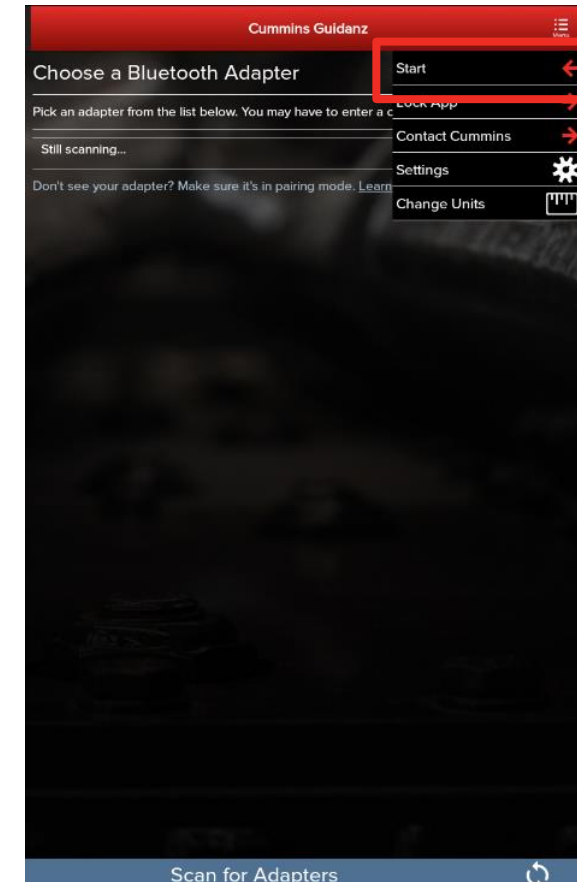 Cummins Guidanz
Menu
Choose a Bluetooth Adapter
Pick an adapter from the list below. You may have to enter a c
Still scanning...
Don't see your adapter? Make sure it's in pairing mode. Learn
Start
Lock App
Contact Cummins
Settings
Change Units
Scan for Adapters